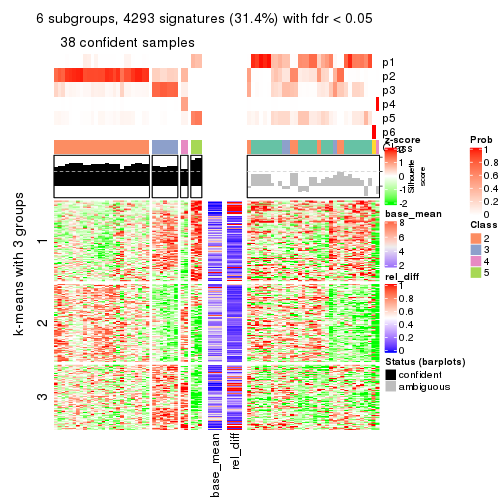 6 subgroups, 4293 signatures (31.4%) with fdr < 0.05
38 confident samples
p1
p2
p3
p4
p5
p6
Class
Silhouette score
k-means with 3 groups
1
2
3
base_mean
rel_diff
z-score
2
1
0
-1
-2
base_mean
8
6
4
2
rel_diff
1
0.8
0.6
0.4
0.2
0
Status (barplots)
confident
ambiguous
Prob
1
0.8
0.6
0.4
0.2
0
Class
2
3
4
5